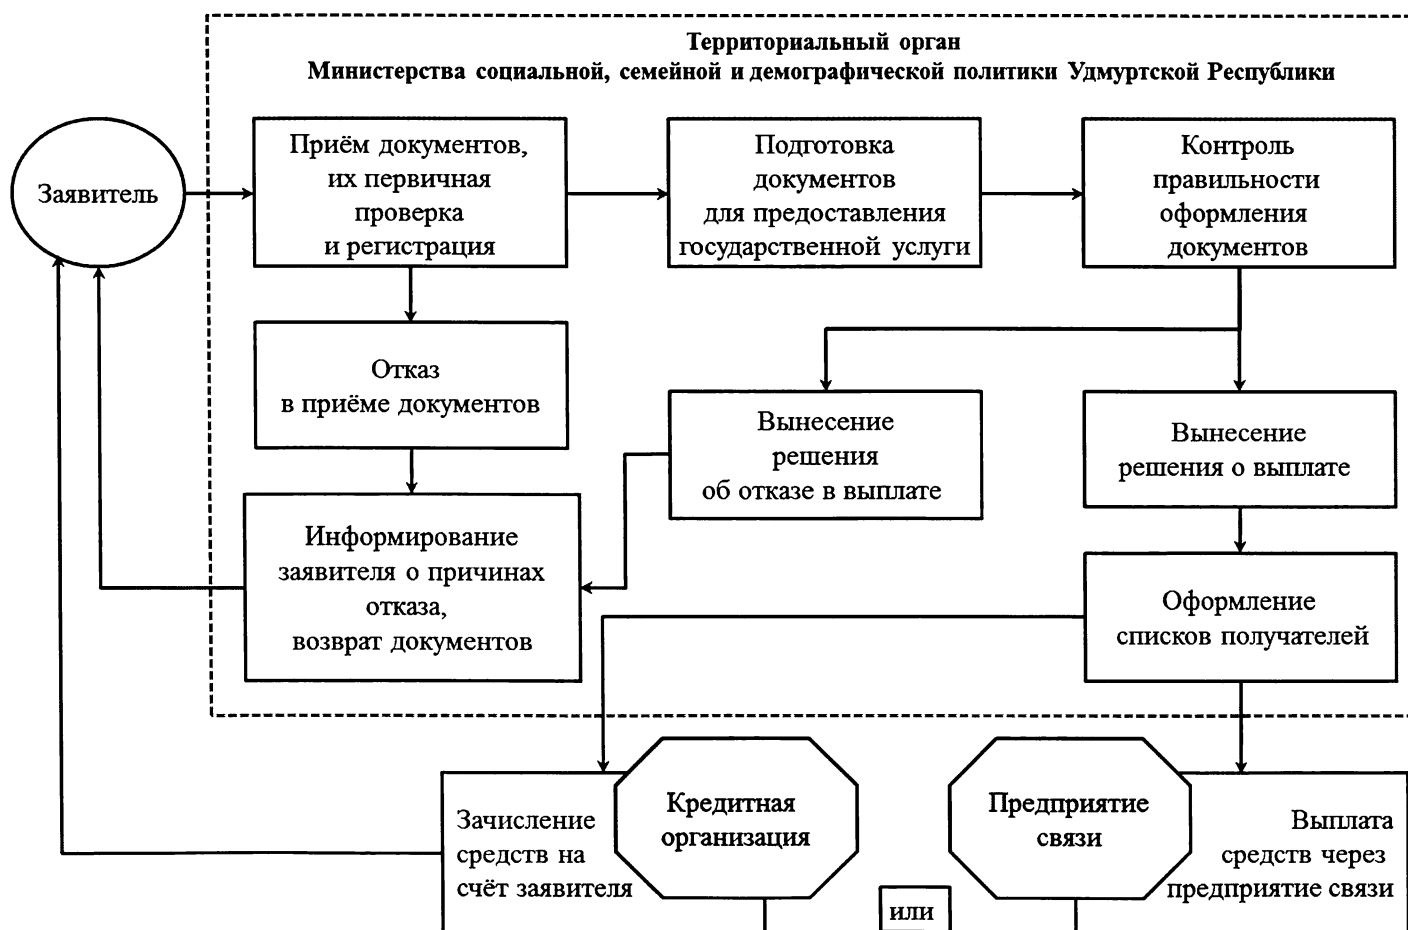 Территориальный орган
Министерства социальной, семейной и демографической политики Удмуртской Республики
Заявитель
Приём документов,
их первичная
проверка
и регистрация
Подготовка
документов
для предоставления
государственной услуги
Контроль
правильности
оформления
документов
Отказ
в приёме документов
Вынесение
решения
об отказе в выплате
Вынесение
решения о выплате
Информирование
заявителя о причинах
отказа,
возврат документов
Оформление
списков получателей
Зачисление
средств на
счёт заявителя
Кредитная
организация
или
Предприятие
связи
Выплата
средств через
предприятие связи